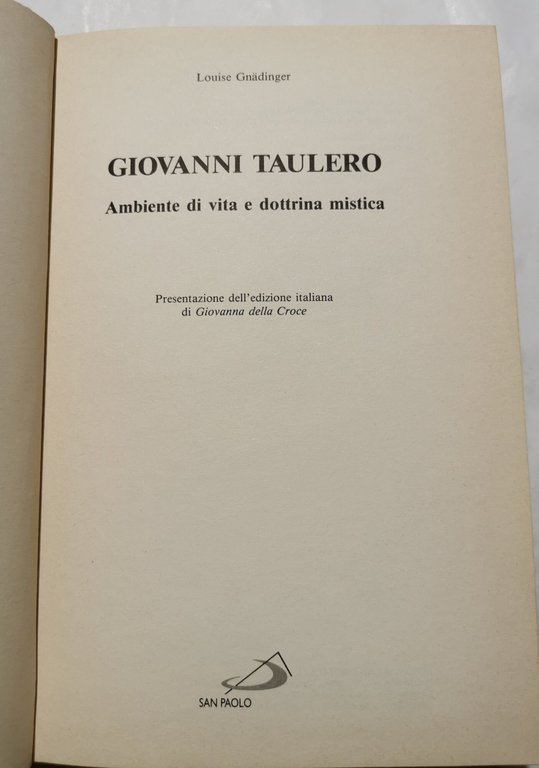 Louise Gnädinger
GIOVANNI TAULERO
Ambiente di vita e dottrina mistica
Presentazione dell'edizione italiana
di Giovanna della Croce
SAN PAOLO